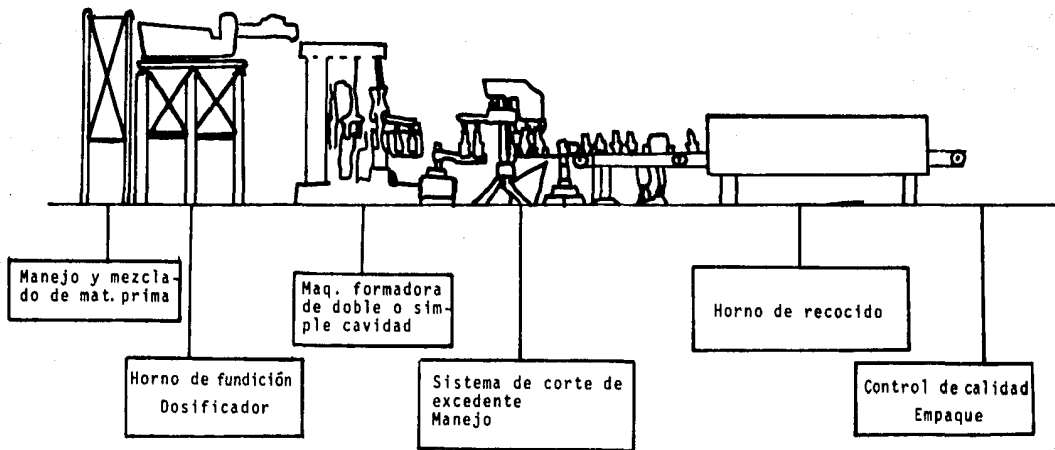 Manejo y mezcla-
do de mat. prima
Horno de fundición
Dosificador
Maq. formadora
de doble o sim-
ple cavidad
Sistema de corte de
excedente
Manejo
Horno de recocido
Control de calidad
Empaque